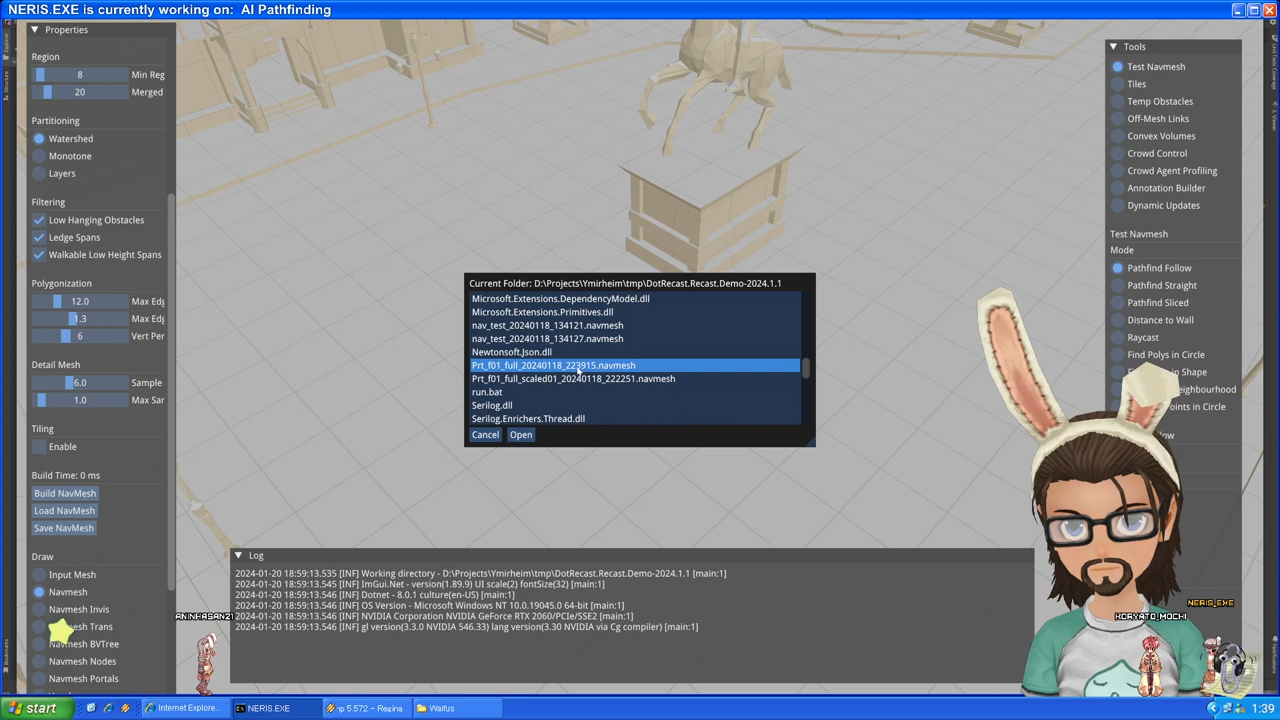 NERIS.EXE is currently working on: AI Pathfinding
Properties
Region
8 Min Reg
20 Merged
Partitioning
Watershed
Monotone
Layers
Filtering
Low Hanging Obstacles
Ledge Spans
Walkable Low Height Spans
Polygonization
12.0 Max Edg
1.3 Max Edg
6 Vert Per
Detail Mesh
6.0 Sample
1.0 Max Sar
Tiling
Enable
Build Time: 0 ms
Build NavMesh
Load NavMesh
Save NavMesh
Draw
Input Mesh
Navmesh
Navmesh Invis
Trans
Navmesh BVTree
Navmesh Nodes
Navmesh Portals
Current Folder: D:\Projects\Ymirheim\tmp\DotRecast.Recast.Demo-2024.1.1
Microsoft.Extensions.DependencyModel.dll
Microsoft.Extensions.Primitives.dll
nav_test_20240118_134121.navmesh
nav_test_20240118_134127.navmesh
Newtonsoft.Json.dll
Prt_f01_full_20240118_223915.navmesh
Prt_f01_full_scaled01_20240118_222251.navmesh
run.bat
Serilog.dll
Serilog.Enrichers.Thread.dll
Cancel Open
Log
2024-01-20 18:59:13.535 [INF] Working directory - D:\Projects\Ymirheim\tmp\DotRecast.Recast.Demo-2024.1.1 [main:1]
2024-01-20 18:59:13.546 [INF] ImGui.Net - version(1.89.9) UI scale(2) fontSize(32) [main:1]
2024-01-20 18:59:13.546 [INF] Dotnet - 8.0.1 culture(en-US) [main:1]
2024-01-20 18:59:13.546 [INF] OS Version - Microsoft Windows NT 10.0.19045.0 64-bit [main:1]
2024-01-20 18:59:13.546 [INF] NVIDIA Corporation NVIDIA GeForce RTX 2060/PCIe/SSE2 [main:1]
2024-01-20 18:59:13.546 [INF] gl version(3.3.0 NVIDIA 546.33) lang version(3.30 NVIDIA via Cg compiler) [main:1]
Tools
Test Navmesh
Tiles
Temp Obstacles
Off-Mesh Links
Convex Volumes
Crowd Control
Crowd Agent Profiling
Annotation Builder
Dynamic Updates
Test Navmesh
Mode
Pathfind Follow
Pathfind Straight
Pathfind Sliced
Distance to Wall
Raycast
Find Polys in Circle
in Shape
in Circle
NERIS_EXE
KORYATO_MOCHI
start
Internet Explore...
NERIS.EXE
Waifus
1:39